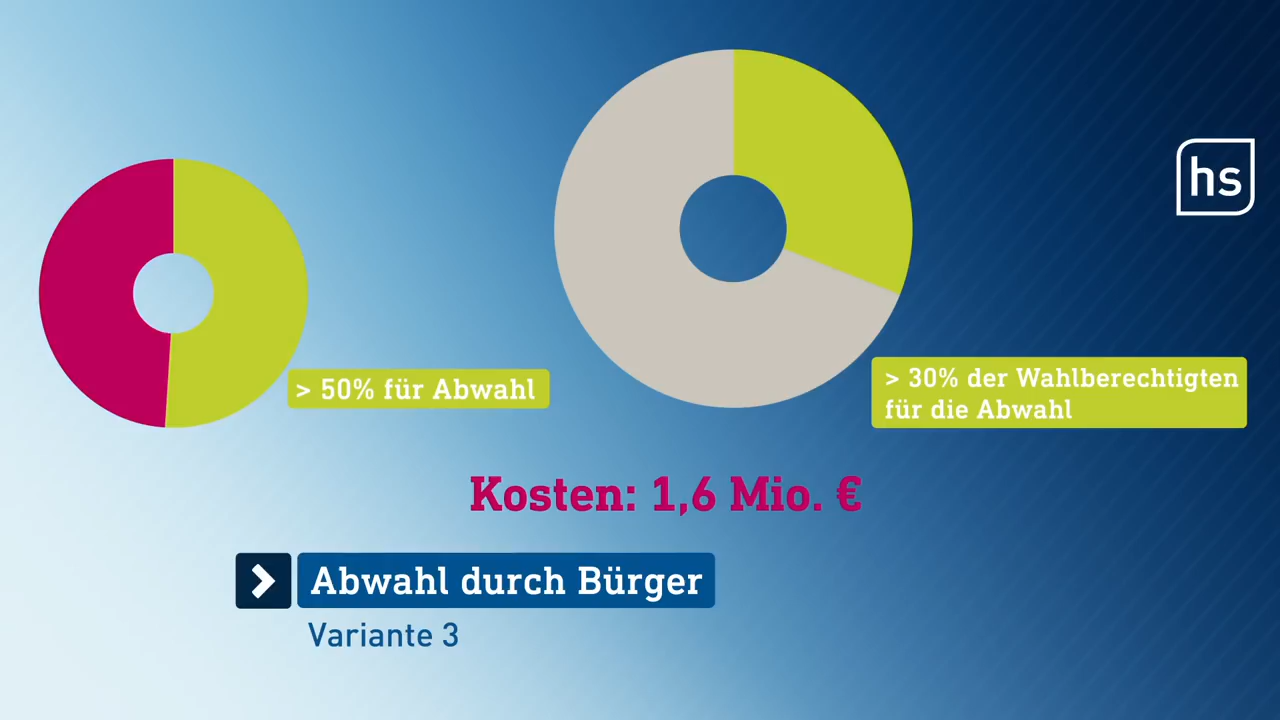 hs
> 50% für Abwahl
> 30% der Wahlberechtigten
für die Abwahl
Kosten: 1,6 Mio. €
Abwahl durch Bürger
Variante 3